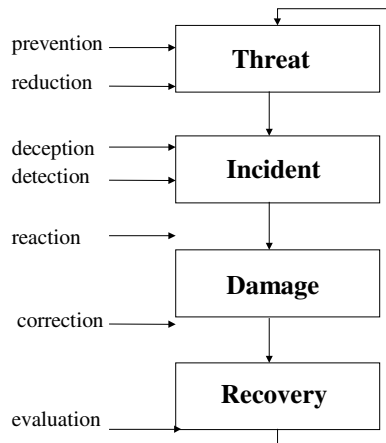 prevention
Threat
reduction
deception
detection
Incident
reaction
Damage
correction
Recovery
evaluation